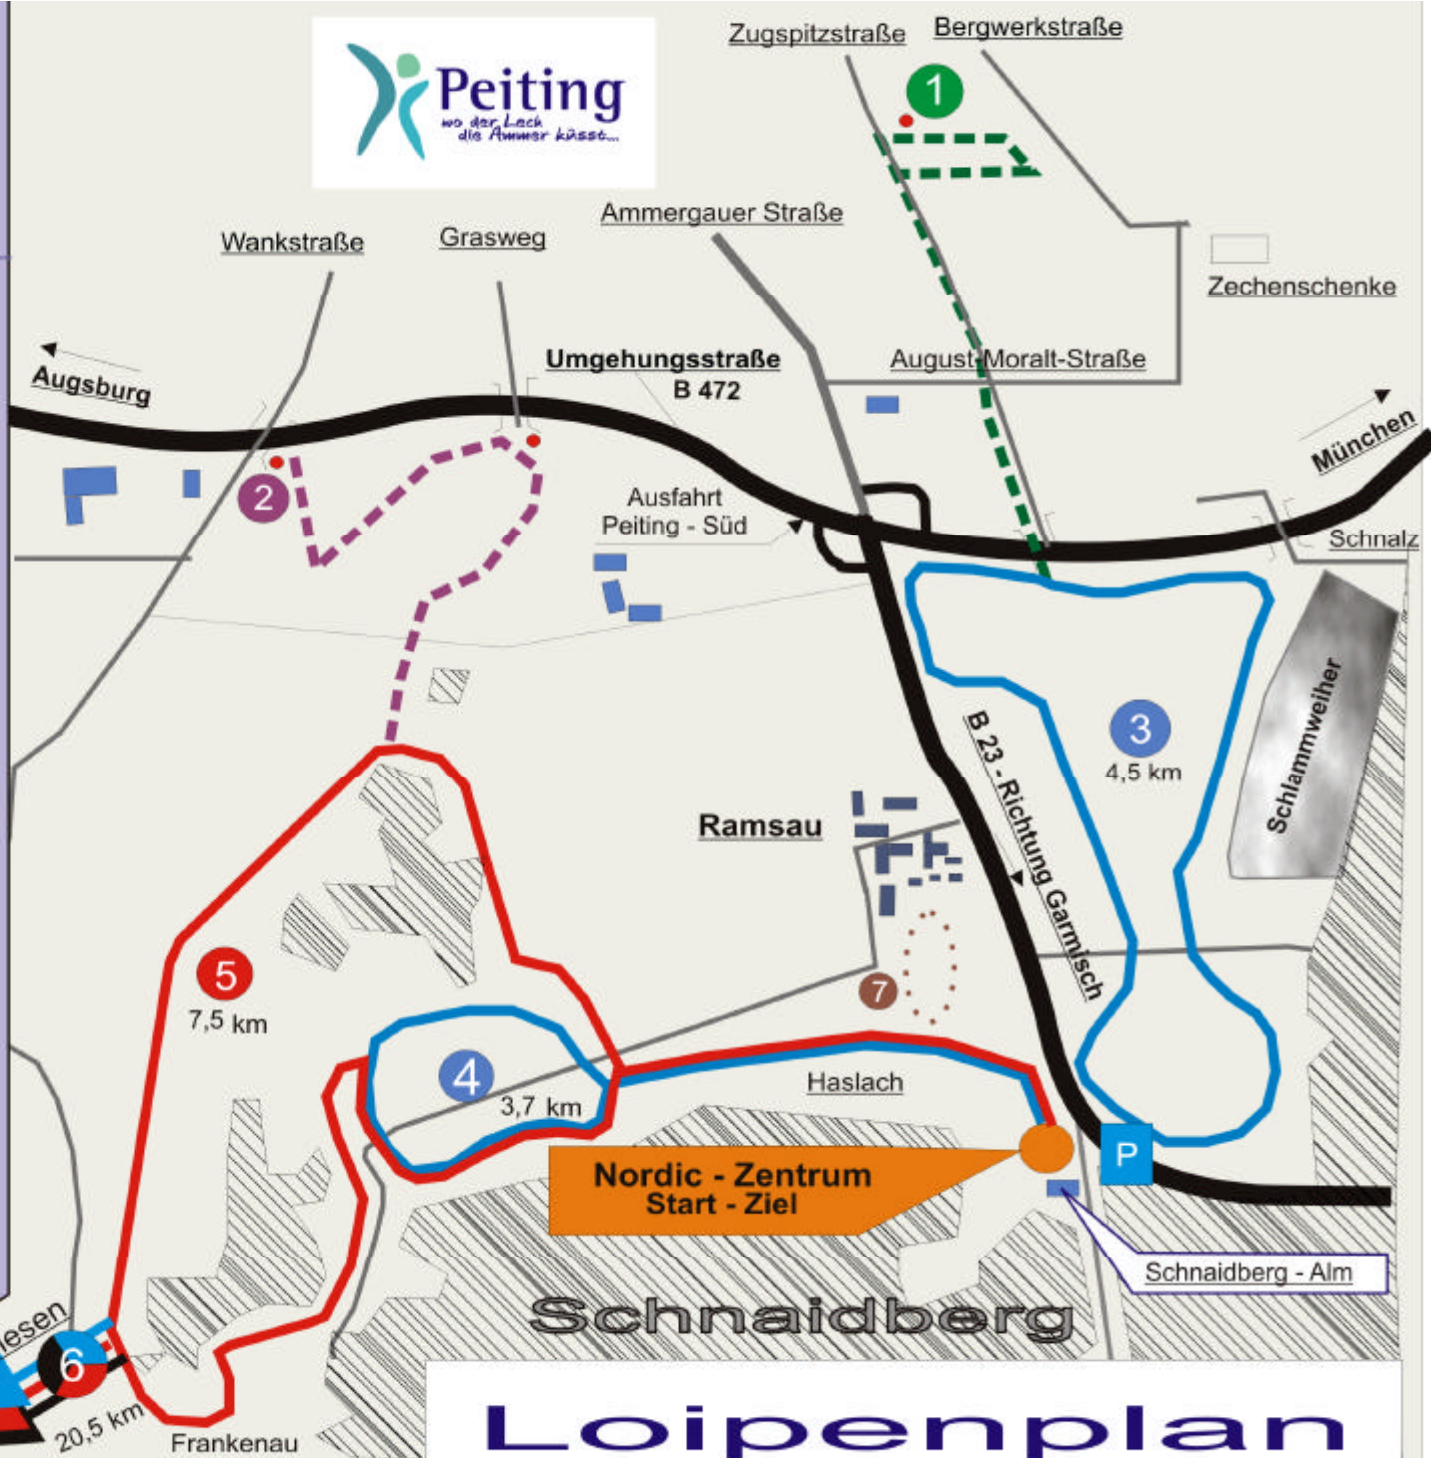 Zugspitzstraße
Bergwerkstraße
1
Peiting
wo der Lech
die Ammer küsst...
Ammergauer Straße
Wankstraße
Grasweg
Zechenschenke
Augsburg
Umgehungsstraße
B 472
August-Moralt-Straße
München
2
Ausfahrt
Peiting - Süd
Schnalz
3
4,5 km
Schlammweiher
B 23 - Richtung Garmisch
Ramsau
5
7,5 km
7
4
3,7 km
Haslach
P
Nordic - Zentrum
Start - Ziel
Schnaidberg - Alm
Schnaidberg
6
20,5 km
Frankenau
Loipenplan